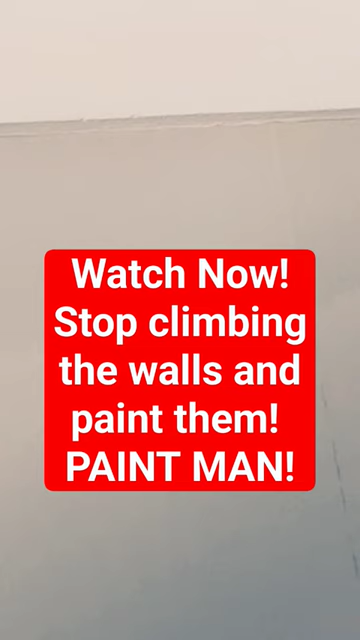 Watch Now!
Stop climbing
the walls and
paint them!
PAINT MAN!